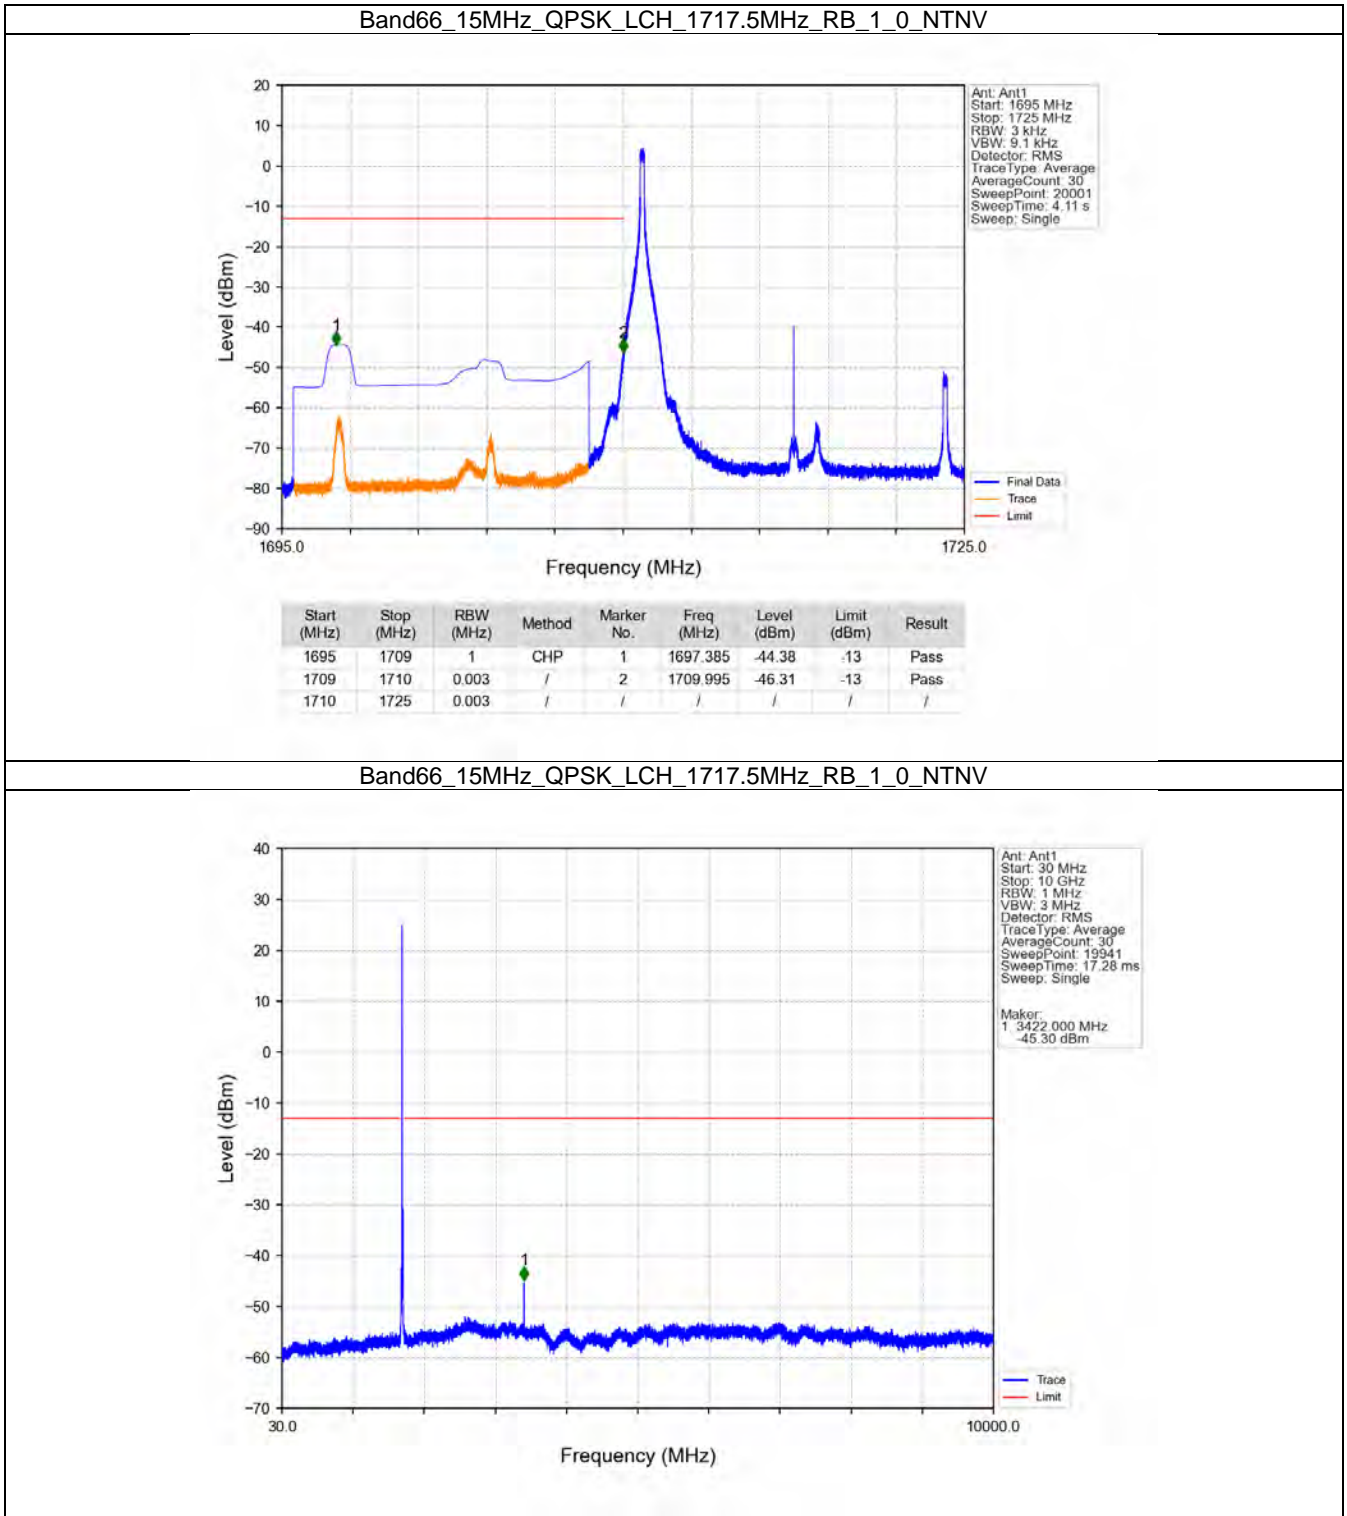 Band66_15MHz_QPSK_LCH_1717.5MHz_RB_1_0_NTNV
20
10
0
−10
−20
−30
−40
−50
−60
−70
−80
−90
Level (dBm)
1
2
1695.0
1725.0
Frequency (MHz)
Ant: Ant1
Start: 1695 MHz
Stop: 1725 MHz
RBW: 3 kHz
VBW: 9.1 kHz
Detector: RMS
TraceType: Average
AverageCount: 30
SweepPoint: 20001
SweepTime: 4.11 s
Sweep: Single
Final Data
Trace
Limit
Start (MHz) Stop (MHz) RBW (MHz) Method Marker No. Freq (MHz) Level (dBm) Limit (dBm) Result
1695 1709 1 CHP 1 1697.385 -44.38 -13 Pass
1709 1710 0.003 / 2 1709.995 -46.31 -13 Pass
1710 1725 0.003 / / / / / /
Band66_15MHz_QPSK_LCH_1717.5MHz_RB_1_0_NTNV
40
30
20
10
0
−10
−20
−30
−40
−50
−60
−70
Level (dBm)
1
30.0
10000.0
Frequency (MHz)
Ant: Ant1
Start: 30 MHz
Stop: 10 GHz
RBW: 1 MHz
VBW: 3 MHz
Detector: RMS
TraceType: Average
AverageCount: 30
SweepPoint: 19941
SweepTime: 17.28 ms
Sweep: Single
Maker:
1 3422.000 MHz
-45.30 dBm
Trace
Limit